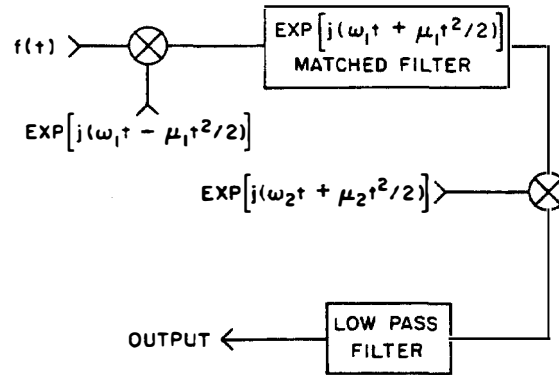 EXP[j(ω₁t + μ₁t²/2)]
MATCHED FILTER
f(t)
EXP[j(ω₁t − μ₁t²/2)]
EXP[j(ω₂t + μ₂t²/2)]
OUTPUT
LOW PASS
FILTER